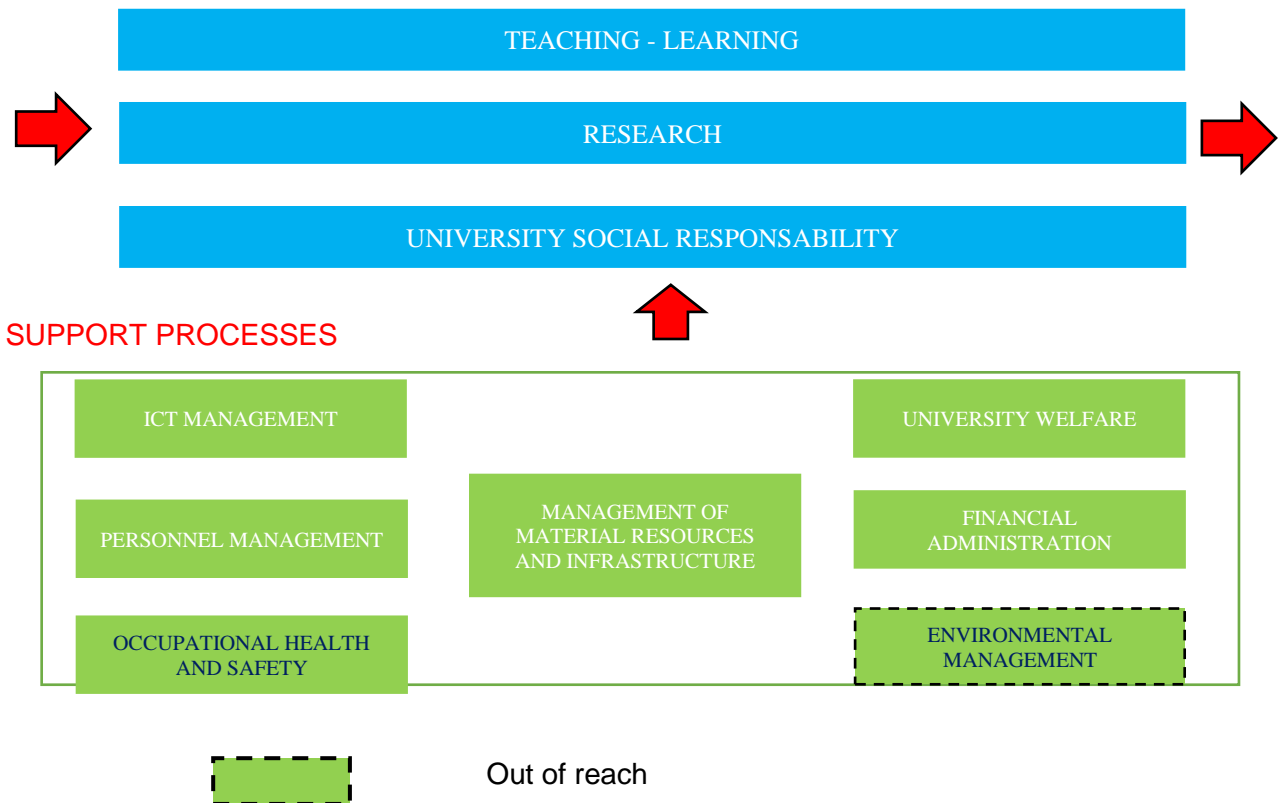 TEACHING - LEARNING
RESEARCH
UNIVERSITY SOCIAL RESPONSABILITY
SUPPORT PROCESSES
ICT MANAGEMENT
UNIVERSITY WELFARE
PERSONNEL MANAGEMENT
MANAGEMENT OF
MATERIAL RESOURCES
AND INFRASTRUCTURE
FINANCIAL
ADMINISTRATION
OCCUPATIONAL HEALTH
AND SAFETY
ENVIRONMENTAL
MANAGEMENT
Out of reach